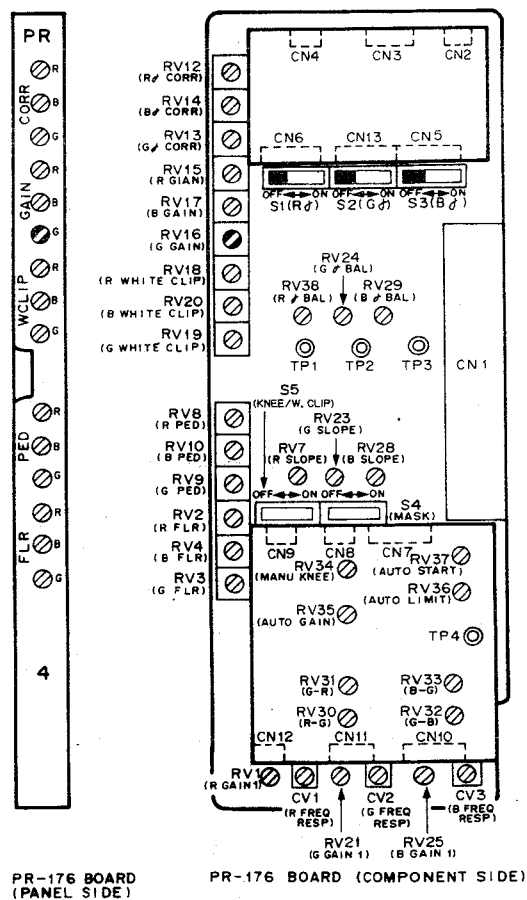 PR
R
B
G
CORR
R
B
G
GAIN
R
B
G
WCLIP
R
B
G
PED
R
B
G
FLR
4
PR-176 BOARD
(PANEL SIDE)
CN4
CN3
CN2
RV12
(R♂ CORR)
RV14
(B♂ CORR)
RV13
(G♂ CORR)
RV15
(R GIAN)
RV17
(B GAIN)
RV16
(G GAIN)
RV18
(R WHITE CLIP)
RV20
(B WHITE CLIP)
RV19
(G WHITE CLIP)
CN6
CN13
CN5
OFF ON
OFF ON
OFF ON
S1(R♂)
S2(G♂)
S3(B♂)
RV24
(G♂ BAL)
RV38
(R♂ BAL)
RV29
(B♂ BAL)
TP1
TP2
TP3
CN1
S5
(KNEE/W. CLIP)
RV23
(G SLOPE)
RV8
(R PED)
RV10
(B PED)
RV9
(G PED)
RV2
(R FLR)
RV4
(B FLR)
RV3
(G FLR)
RV7
(R SLOPE)
RV28
(B SLOPE)
OFF ON
OFF ON
S4
(MASK)
CN9
CN8
CN7
RV34
(MANU KNEE)
RV37
(AUTO START)
RV36
(AUTO LIMIT)
RV35
(AUTO GAIN)
TP4
RV31
(G-R)
RV33
(B-G)
RV30
(R-G)
RV32
(G-B)
CN12
CN11
CN10
RV1
(R GAIN1)
CV1
(R FREQ
RESP)
CV2
(G FREQ
RESP)
CV3
(B FREQ
RESP)
RV21
(G GAIN 1)
RV25
(B GAIN 1)
PR-176 BOARD (COMPONENT SIDE)